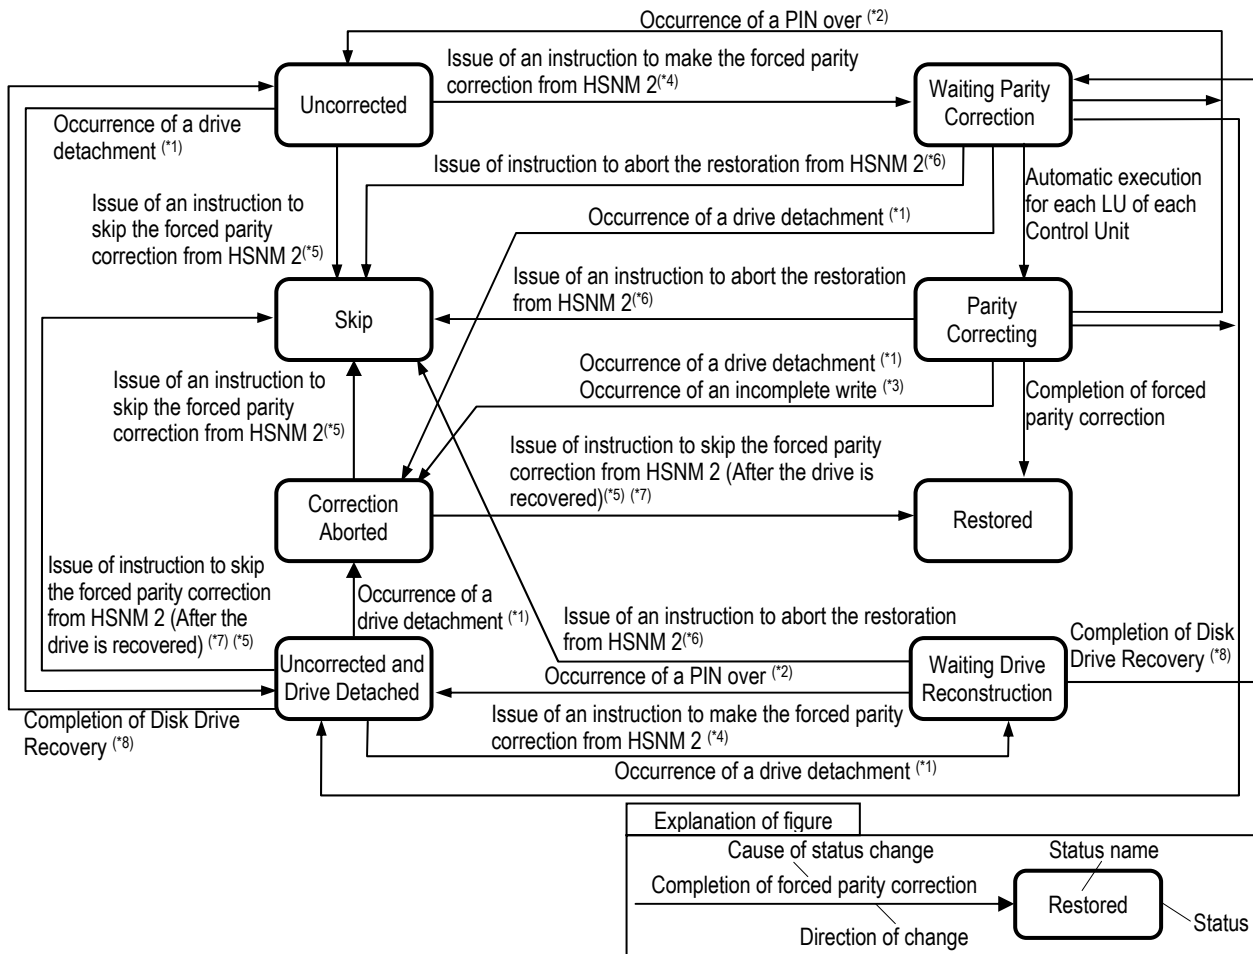 Occurrence of a PIN over (*2)
Issue of an instruction to make the forced parity
correction from HSNM 2(*4)
Uncorrected
Waiting Parity
Correction
Occurrence of a drive
detachment (*1)
Issue of instruction to abort the restoration from HSNM 2(*6)
Automatic execution
for each LU of each
Control Unit
Issue of an instruction to
skip the forced parity
correction from HSNM 2(*5)
Occurrence of a drive detachment (*1)
Issue of an instruction to abort the restoration
from HSNM 2(*6)
Skip
Parity
Correcting
Occurrence of a drive detachment (*1)
Occurrence of an incomplete write (*3)
Issue of an instruction to
skip the forced parity
correction from HSNM 2(*5)
Completion of forced
parity correction
Issue of instruction to skip the forced parity
correction from HSNM 2 (After the drive is
recovered)(*5) (*7)
Correction
Aborted
Restored
Issue of instruction to skip
the forced parity correction
from HSNM 2 (After the
drive is recovered) (*7) (*5)
Occurrence of a
drive detachment (*1)
Issue of an instruction to abort the restoration
from HSNM 2(*6)
Completion of Disk
Drive Recovery (*8)
Uncorrected and
Drive Detached
Waiting Drive
Reconstruction
Occurrence of a PIN over (*2)
Completion of Disk Drive
Recovery (*8)
Issue of an instruction to make the forced parity
correction from HSNM 2 (*4)
Occurrence of a drive detachment (*1)
Explanation of figure
Cause of status change
Status name
Completion of forced parity correction
Restored
Status
Direction of change